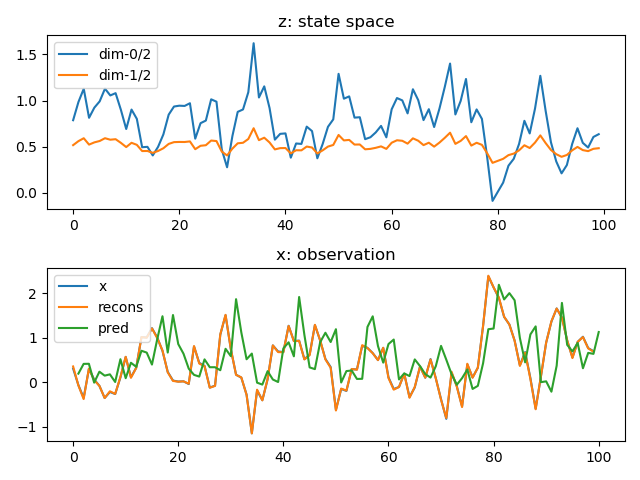 z: state space
1.5
1.0
0.5
0.0
dim-0/2
dim-1/2
0 20 40 60 80 100
x: observation
2
1
0
−1
x
recons
pred
0 20 40 60 80 100